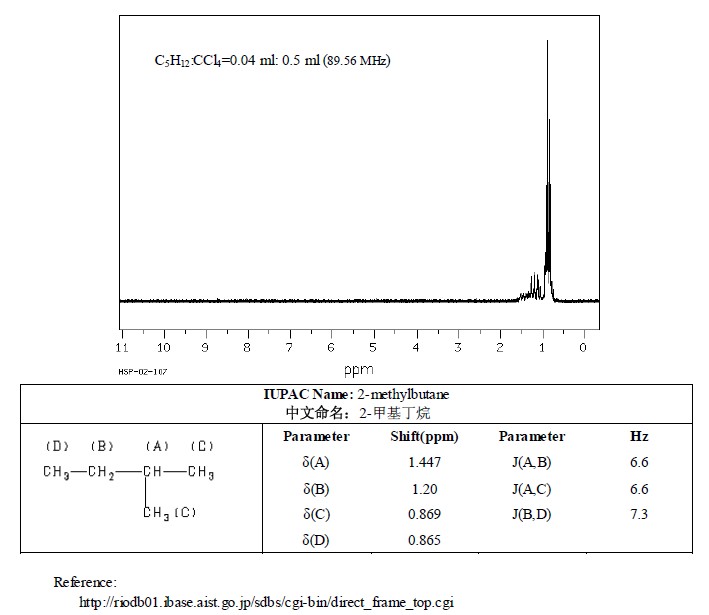 C5H12:CCl4=0.04 ml: 0.5 ml (89.56 MHz)
11 10 9 8 7 6 5 4 3 2 1 0
HSP-02-107
ppm
IUPAC Name: 2-methylbutane
中文命名：2-甲基丁烷
(D) (B) (A) (C)
CH3—CH2—CH—CH3
CH3(C)
Parameter Shift(ppm) Parameter Hz
δ(A) 1.447 J(A,B) 6.6
δ(B) 1.20 J(A,C) 6.6
δ(C) 0.869 J(B,D) 7.3
δ(D) 0.865
Reference:
http://riodb01.ibase.aist.go.jp/sdbs/cgi-bin/direct_frame_top.cgi